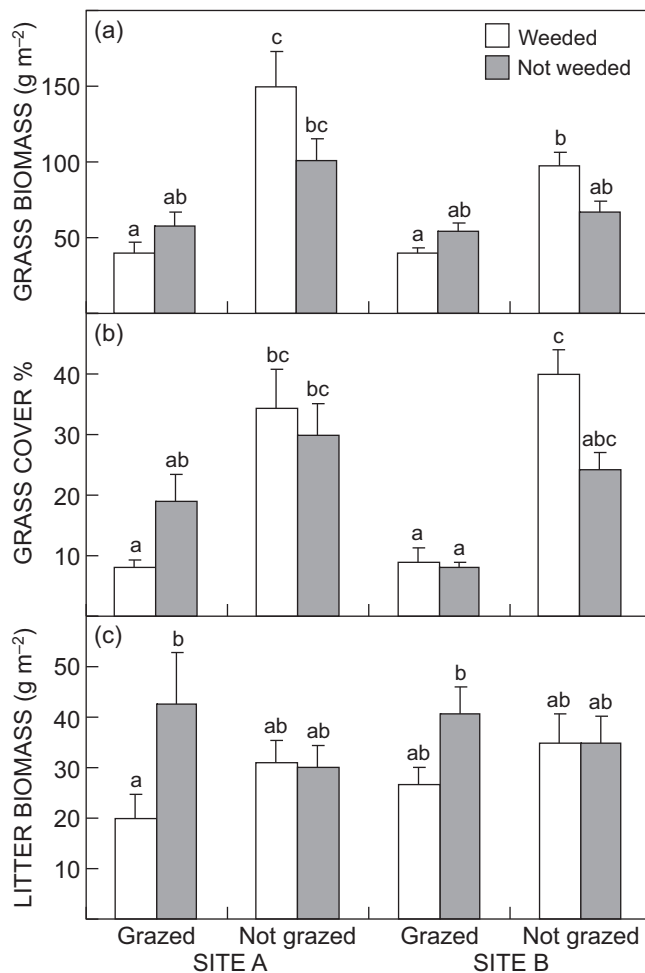 (a)
Weeded
Not weeded
GRASS BIOMASS (g m⁻²)
150
100
50
a
ab
c
bc
a
ab
b
ab
(b)
GRASS COVER %
40
30
20
10
a
ab
bc
bc
a
a
c
abc
(c)
LITTER BIOMASS (g m⁻²)
50
40
30
20
10
a
b
ab
ab
ab
b
ab
ab
Grazed Not grazed Grazed Not grazed
SITE A SITE B